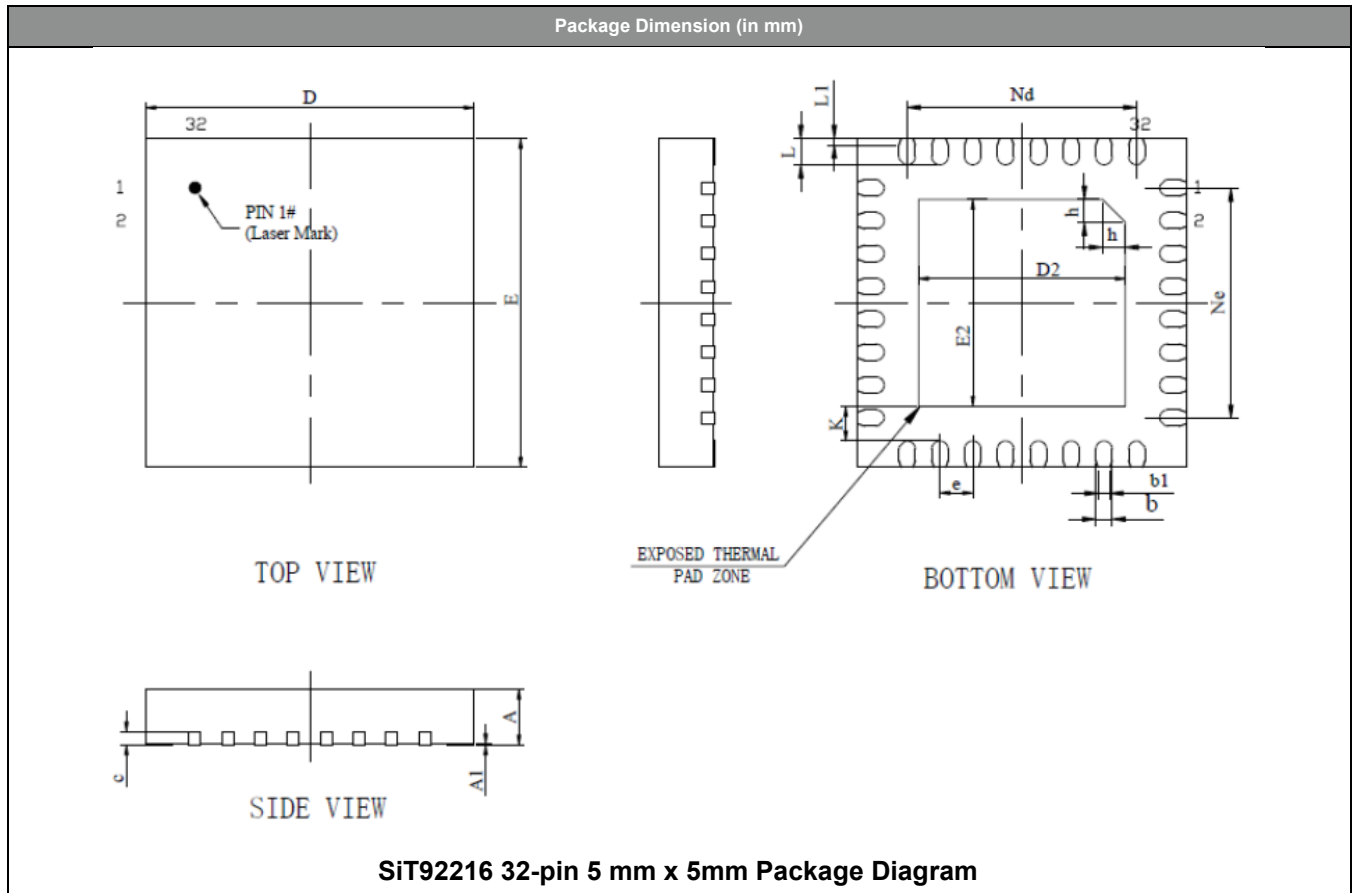 Package Dimension (in mm)
D
32
1
2
PIN 1#
(Laser Mark)
E
TOP VIEW
L1
L
Nd
32
1
2
h
h
D2
E2
Ne
K
e
b1
b
EXPOSED THERMAL
PAD ZONE
BOTTOM VIEW
A
c
A1
SIDE VIEW
SiT92216 32-pin 5 mm x 5mm Package Diagram